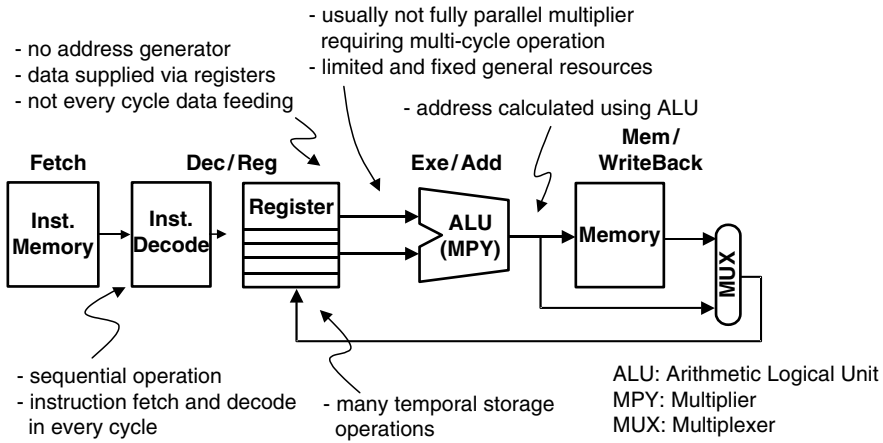 - usually not fully parallel multiplier
requiring multi-cycle operation
- limited and fixed general resources
- no address generator
- data supplied via registers
- not every cycle data feeding
- address calculated using ALU
Fetch
Dec/Reg
Exe/Add
Mem/
WriteBack
Inst.
Memory
Inst.
Decode
Register
ALU
(MPY)
Memory
MUX
- sequential operation
- instruction fetch and decode
in every cycle
- many temporal storage
operations
ALU: Arithmetic Logical Unit
MPY: Multiplier
MUX: Multiplexer